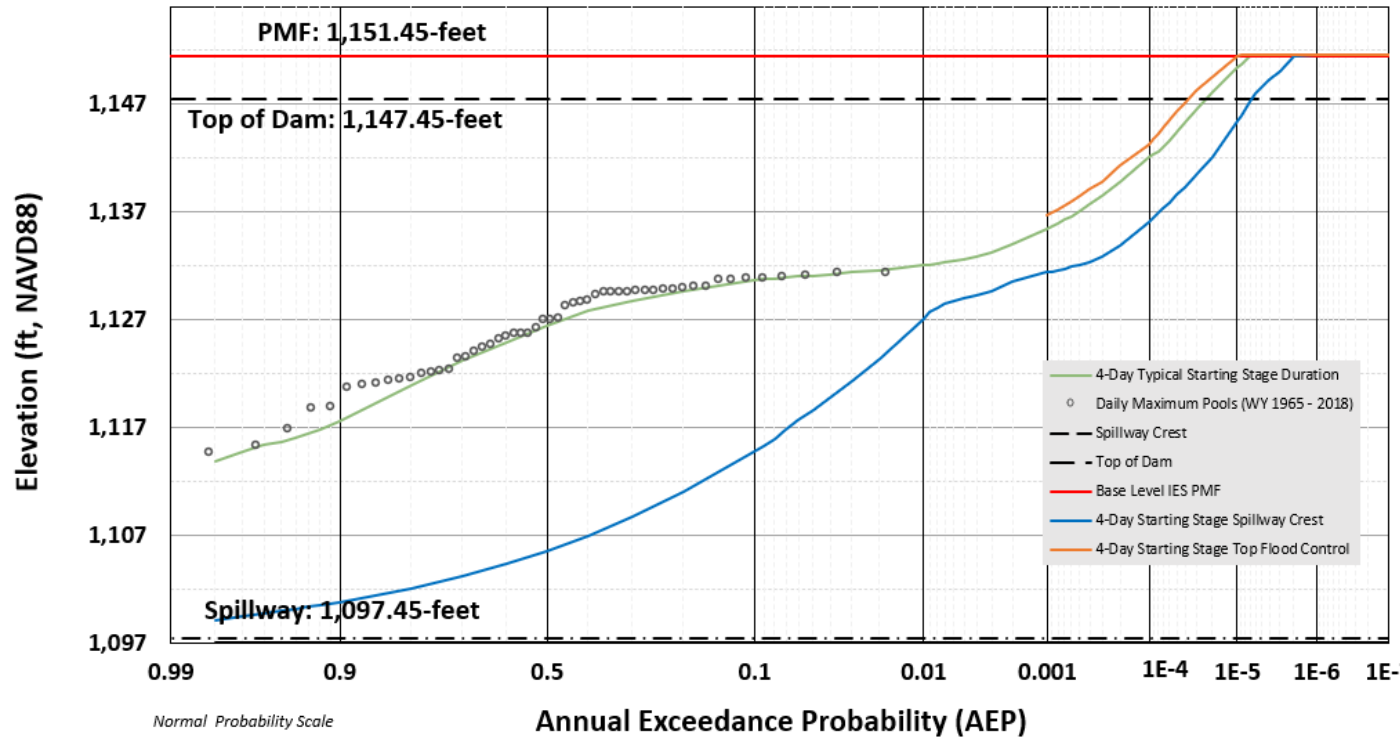 PMF: 1,151.45-feet
1,147
Top of Dam: 1,147.45-feet
1,137
Elevation (ft, NAVD88)
1,127
4-Day Typical Starting Stage Duration
Daily Maximum Pools (WY 1965 - 2018)
1,117
Spillway Crest
Top of Dam
Base Level IES PMF
4-Day Starting Stage Spillway Crest
1,107
4-Day Starting Stage Top Flood Control
Spillway: 1,097.45-feet
1,097
0.99 0.9 0.5 0.1 0.01 0.001 1E-4 1E-5 1E-6 1E-
Normal Probability Scale
Annual Exceedance Probability (AEP)